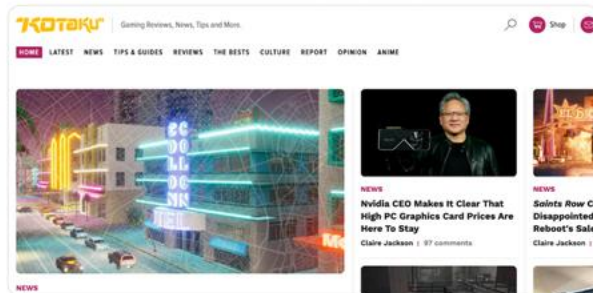 KOTAKU
Gaming Reviews, News, Tips and More.
Shop
HOME LATEST NEWS TIPS & GUIDES REVIEWS THE BESTS CULTURE REPORT OPINION ANIME
NEWS
NEWS
Nvidia CEO Makes It Clear That
High PC Graphics Card Prices Are
Here To Stay
Claire Jackson | 97 comments
NEWS
Saints Row C
Disappointed
Reboot's Sale
Claire Jackson |